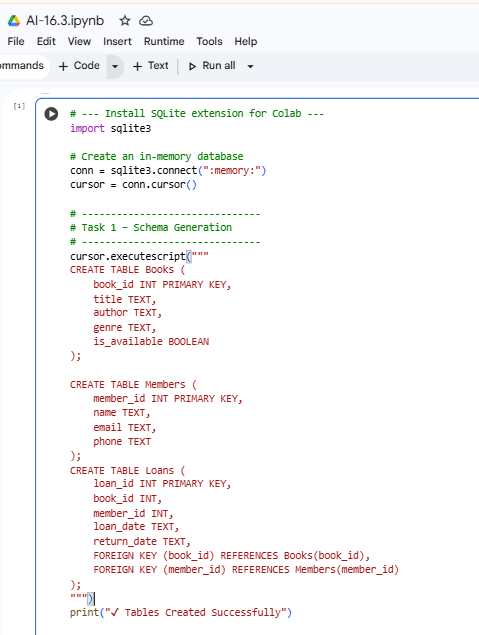 AI-16.3.ipynb
File Edit View Insert Runtime Tools Help
ommands + Code + Text Run all
[1]
# --- Install SQLite extension for Colab ---
import sqlite3
# Create an in-memory database
conn = sqlite3.connect(":memory:")
cursor = conn.cursor()
# ------------------------------
# Task 1 – Schema Generation
# ------------------------------
cursor.executescript("""
CREATE TABLE Books (
book_id INT PRIMARY KEY,
title TEXT,
author TEXT,
genre TEXT,
is_available BOOLEAN
);
CREATE TABLE Members (
member_id INT PRIMARY KEY,
name TEXT,
email TEXT,
phone TEXT
);
CREATE TABLE Loans (
loan_id INT PRIMARY KEY,
book_id INT,
member_id INT,
loan_date TEXT,
return_date TEXT,
FOREIGN KEY (book_id) REFERENCES Books(book_id),
FOREIGN KEY (member_id) REFERENCES Members(member_id)
);
""")
print("✓ Tables Created Successfully")